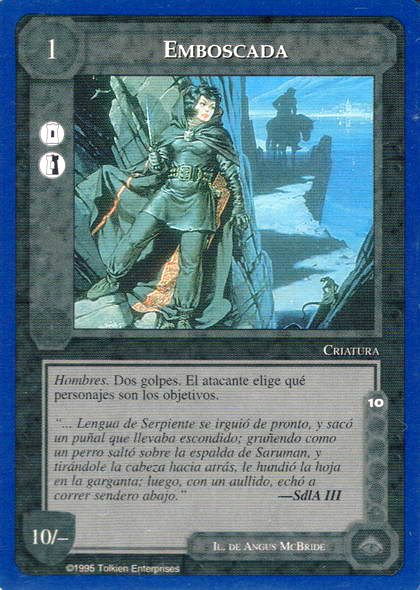 1
EMBOSCADA
CRIATURA
Hombres. Dos golpes. El atacante elige qué
personajes son los objetivos.
10
“... Lengua de Serpiente se irguió de pronto, y sacó
un puñal que llevaba escondido; gruñendo como
un perro saltó sobre la espalda de Saruman, y
tirándole la cabeza hacia atrás, le hundió la hoja
en la garganta; luego, con un aullido, echó a
correr sendero abajo.” —SdlA III
10/–
IL. DE ANGUS MCBRIDE
©1995 Tolkien Enterprises